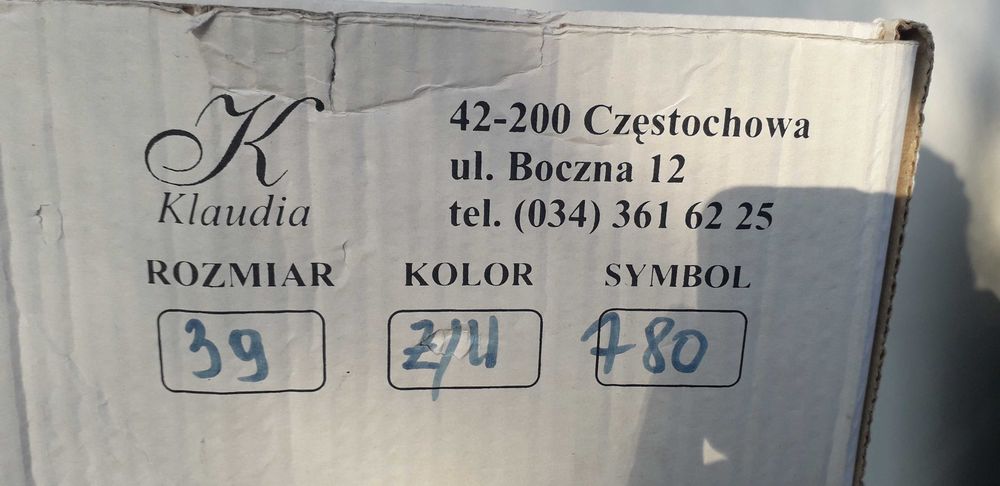 K
Klaudia
42-200 Częstochowa
ul. Boczna 12
tel. (034) 361 62 25
ROZMIAR KOLOR SYMBOL
39 780